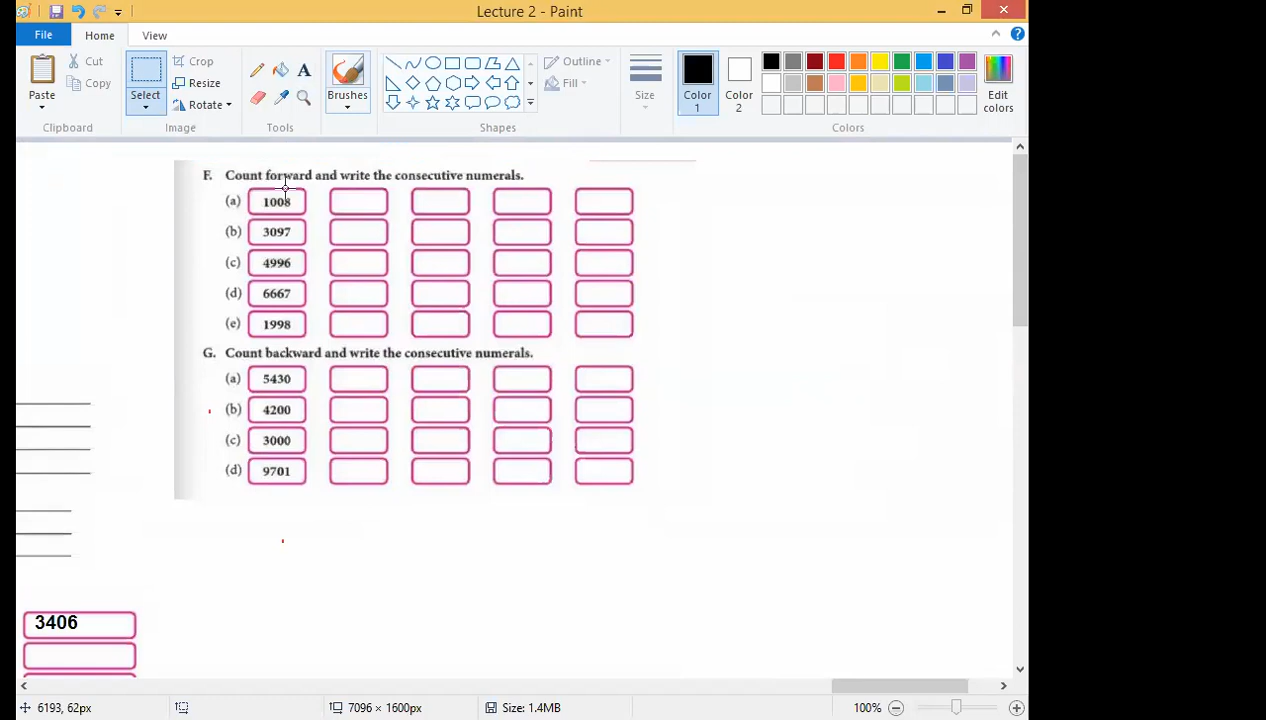 Lecture 2 - Paint
File Home View
Paste
Cut
Copy
Clipboard
Select
Crop
Resize
Rotate
Image
A
Tools
Brushes
Outline
Fill
Shapes
Size
Color 1
Color 2
Edit colors
Colors
F. Count forward and write the consecutive numerals.
(a) 1008
(b) 3097
(c) 4996
(d) 6667
(e) 1998
G. Count backward and write the consecutive numerals.
(a) 5430
(b) 4200
(c) 3000
(d) 9701
3406
6193, 62px
7096 × 1600px
Size: 1.4MB
100%